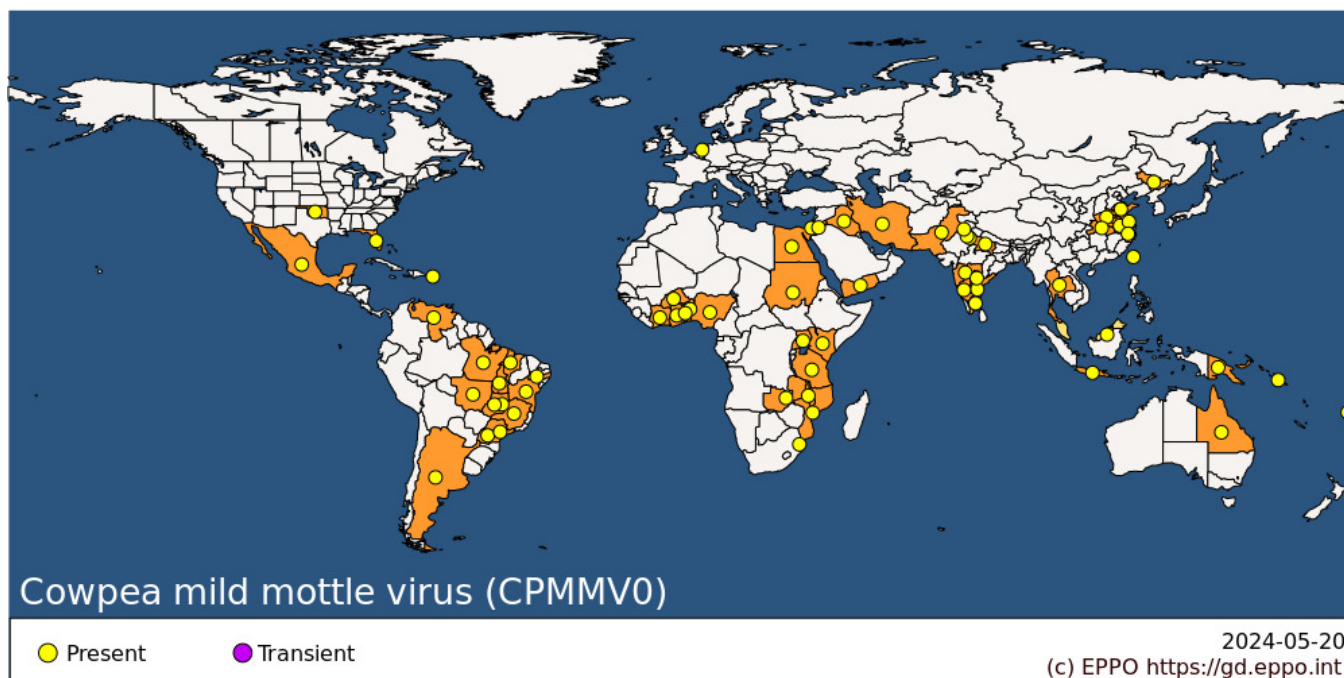 Cowpea mild mottle virus (CPMMV0)
Present
Transient
2024-05-20
(c) EPPO https://gd.eppo.int